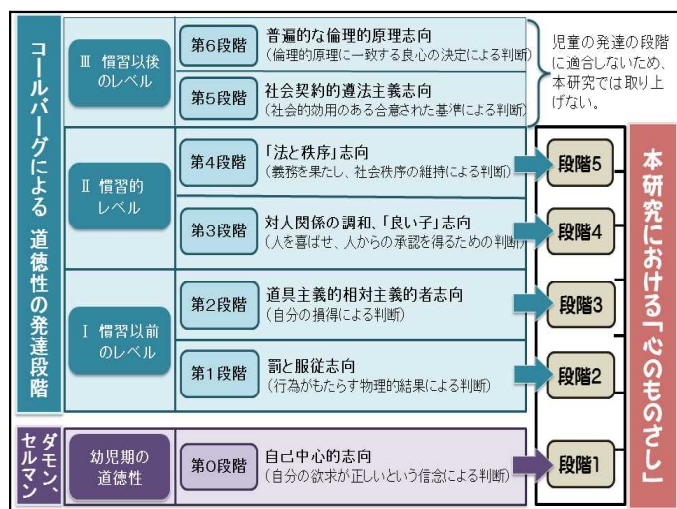 コールバーグによる 道徳性の発達段階
Ⅲ 慣習以後
のレベル
第6段階
普遍的な倫理的原理志向
(倫理的原理に一致する良心の決定による判断)
第5段階
社会契約的遵法主義志向
(社会的効用のある合意された基準による判断)
児童の発達の段階
に適合しないため、
本研究では取り上
げない。
Ⅱ 慣習的
レベル
第4段階
「法と秩序」志向
(義務を果たし、社会秩序の維持による判断)
段階5
第3段階
対人関係の調和、「良い子」志向
(人を喜ばせ、人からの承認を得るための判断)
段階4
Ⅰ 慣習以前
のレベル
第2段階
道具主義的相対主義的者志向
(自分の損得による判断)
段階3
第1段階
罰と服従志向
(行為がもたらす物理的結果による判断)
段階2
ダモン、
セルマン
幼児期の
道徳性
第0段階
自己中心的志向
(自分の欲求が正しいという信念による判断)
段階1
本研究における「心のものさし」